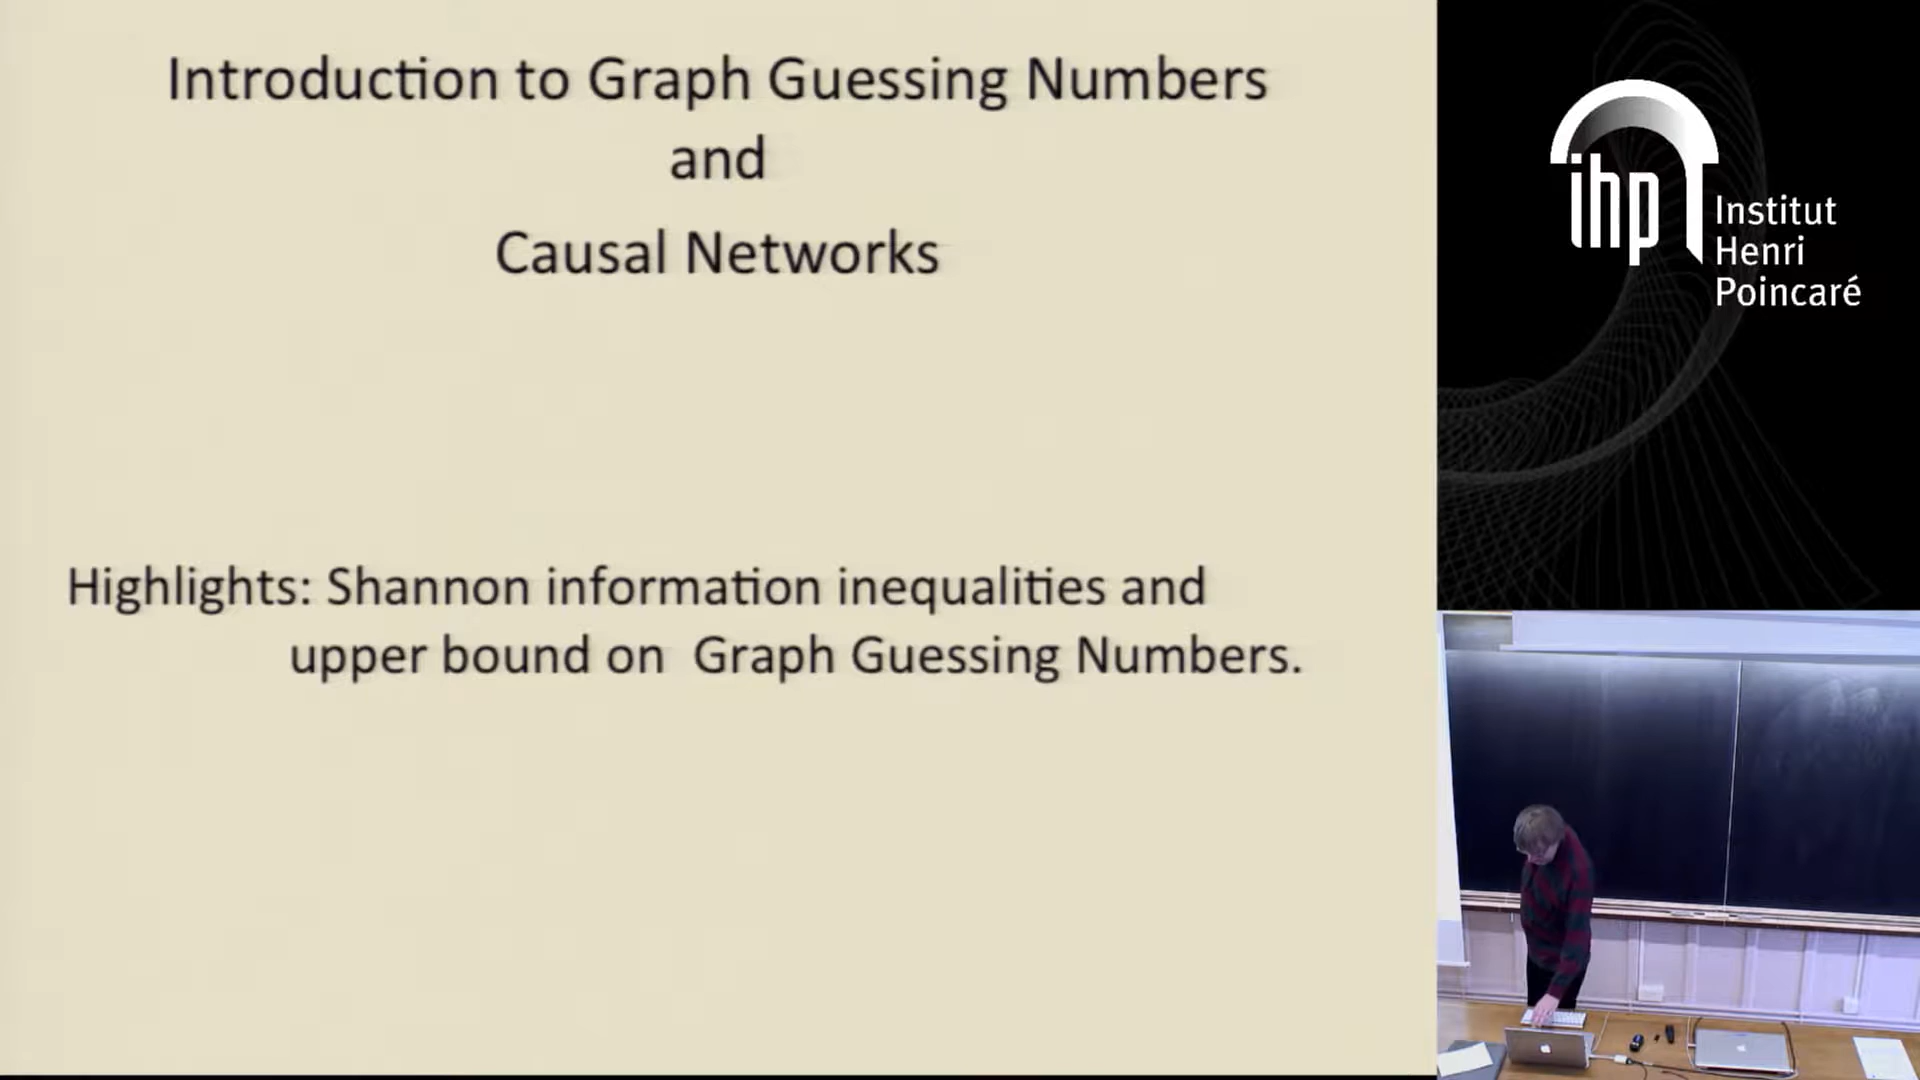 Introduction to Graph Guessing Numbers
and
Causal Networks
Highlights: Shannon information inequalities and
upper bound on Graph Guessing Numbers.
ihp
Institut
Henri
Poincaré